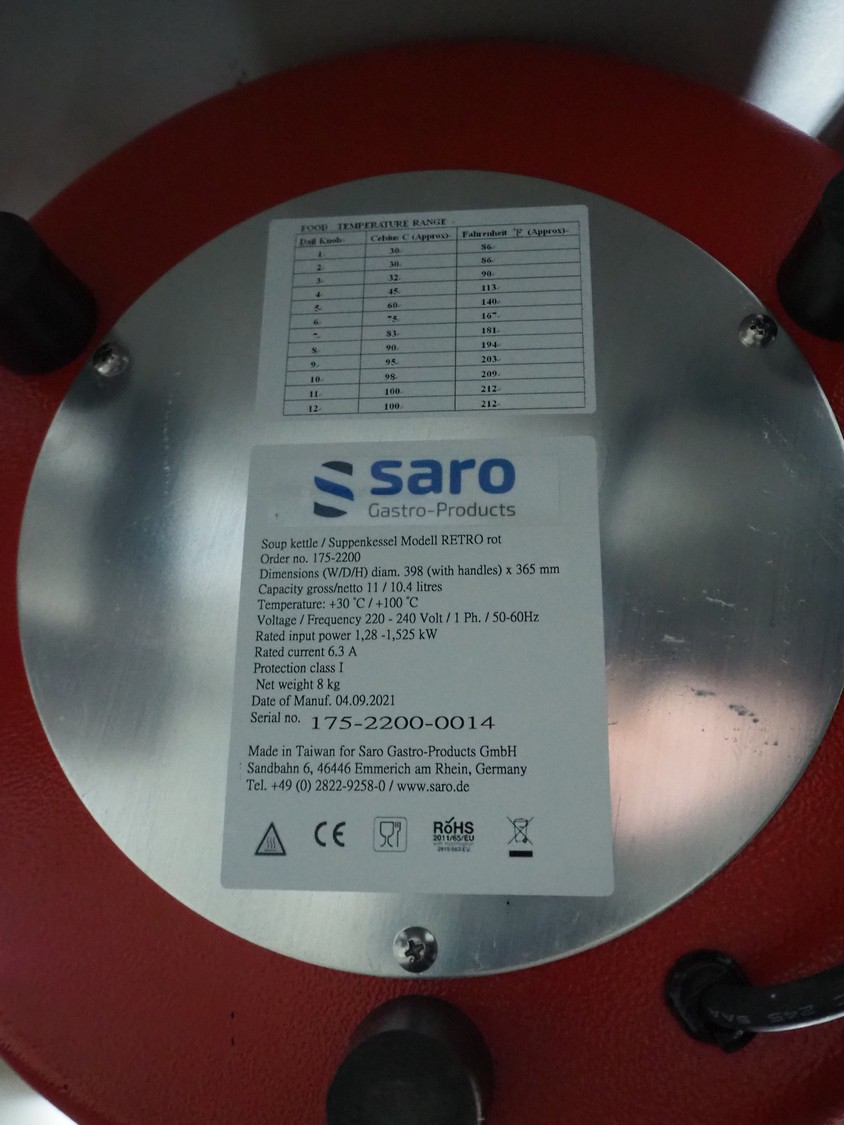 FOOD TEMPERATURE RANGE
Dail Knob Celsius C (Approx) Fahrenheit °F (Approx)
1 30 86
2 30 86
3 32 90
4 45 113
5 60 140
6 75 167
7 83 181
8 90 194
9 95 203
10 98 209
11 100 212
12 100 212
saro
Gastro-Products
Soup kettle / Suppenkessel Modell RETRO rot
Order no. 175-2200
Dimensions (W/D/H) diam. 398 (with handles) x 365 mm
Capacity gross/netto 11 / 10.4 litres
Temperature: +30 °C / +100 °C
Voltage / Frequency 220 - 240 Volt / 1 Ph. / 50-60Hz
Rated input power 1,28 -1,525 kW
Rated current 6.3 A
Protection class I
Net weight 8 kg
Date of Manuf. 04.09.2021
Serial no. 175-2200-0014
Made in Taiwan for Saro Gastro-Products GmbH
Sandbahn 6, 46446 Emmerich am Rhein, Germany
Tel. +49 (0) 2822-9258-0 / www.saro.de
CE
RoHS
2011/65/EU